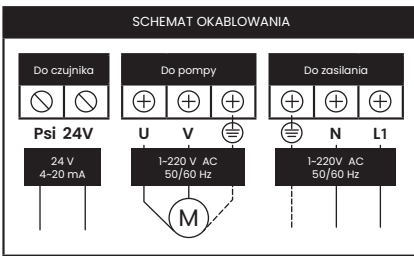 SCHEMAT OKABLOWANIA
Do czujnika
Do pompy
Do zasilania
Psi 24V
U V
N L1
24 V
4~20 mA
1~220 V AC
50/60 Hz
1~220V AC
50/60 Hz
M